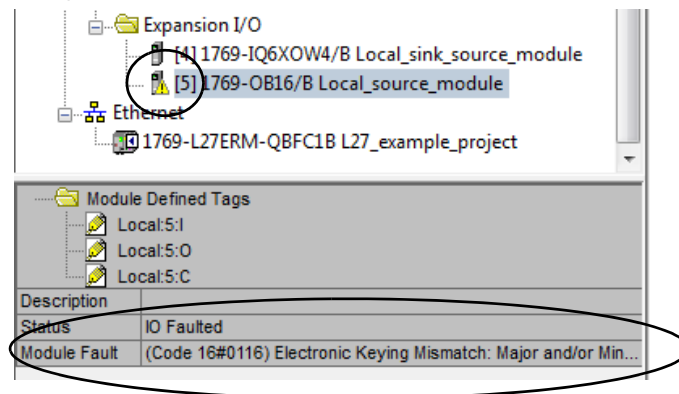 Expansion I/O
[4] 1769-IQ6XOW4/B Local_sink_source_module
[5] 1769-OB16/B Local_source_module
Ethernet
1769-L27ERM-QBFC1B L27_example_project
Module Defined Tags
Local:5:I
Local:5:O
Local:5:C
Description
Status IO Faulted
Module Fault (Code 16#0116) Electronic Keying Mismatch: Major and/or Min...